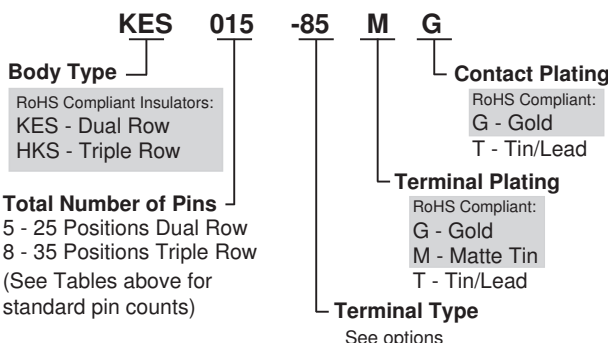 KES 015 -85 M G
Body Type
RoHS Compliant Insulators:
KES - Dual Row
HKS - Triple Row
Total Number of Pins
5 - 25 Positions Dual Row
8 - 35 Positions Triple Row
(See Tables above for
standard pin counts)
Contact Plating
RoHS Compliant:
G - Gold
T - Tin/Lead
Terminal Plating
RoHS Compliant:
G - Gold
M - Matte Tin
T - Tin/Lead
Terminal Type
See options